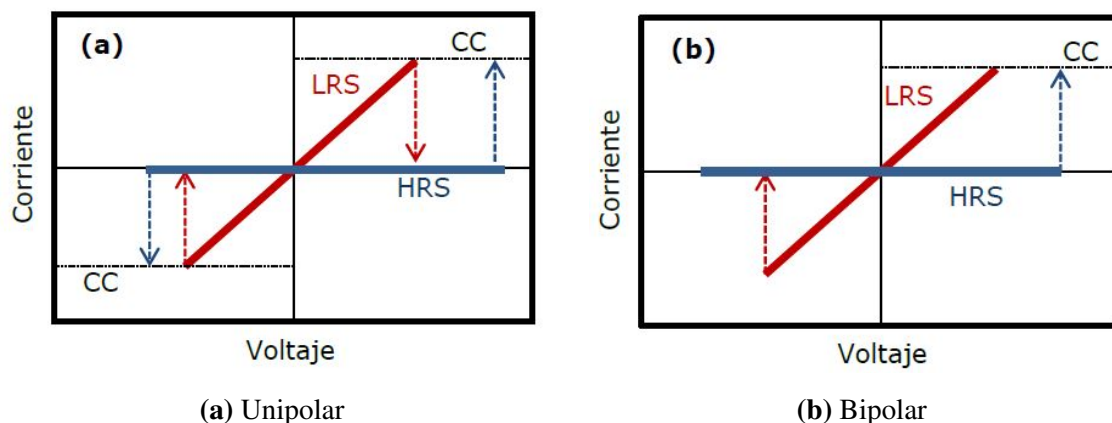 (a)
CC
LRS
HRS
CC
Corriente
Voltaje
(a) Unipolar
(b)
CC
LRS
HRS
Corriente
Voltaje
(b) Bipolar